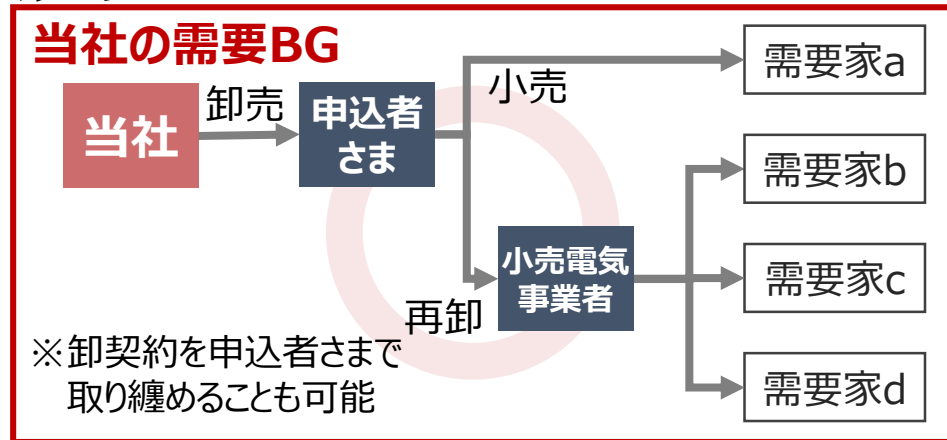 当社の需要BG
当社
卸売
申込者
さま
小売
需要家a
需要家b
小売電気
事業者
再卸
需要家c
需要家d
※卸契約を申込者さまで
取り纏めることも可能